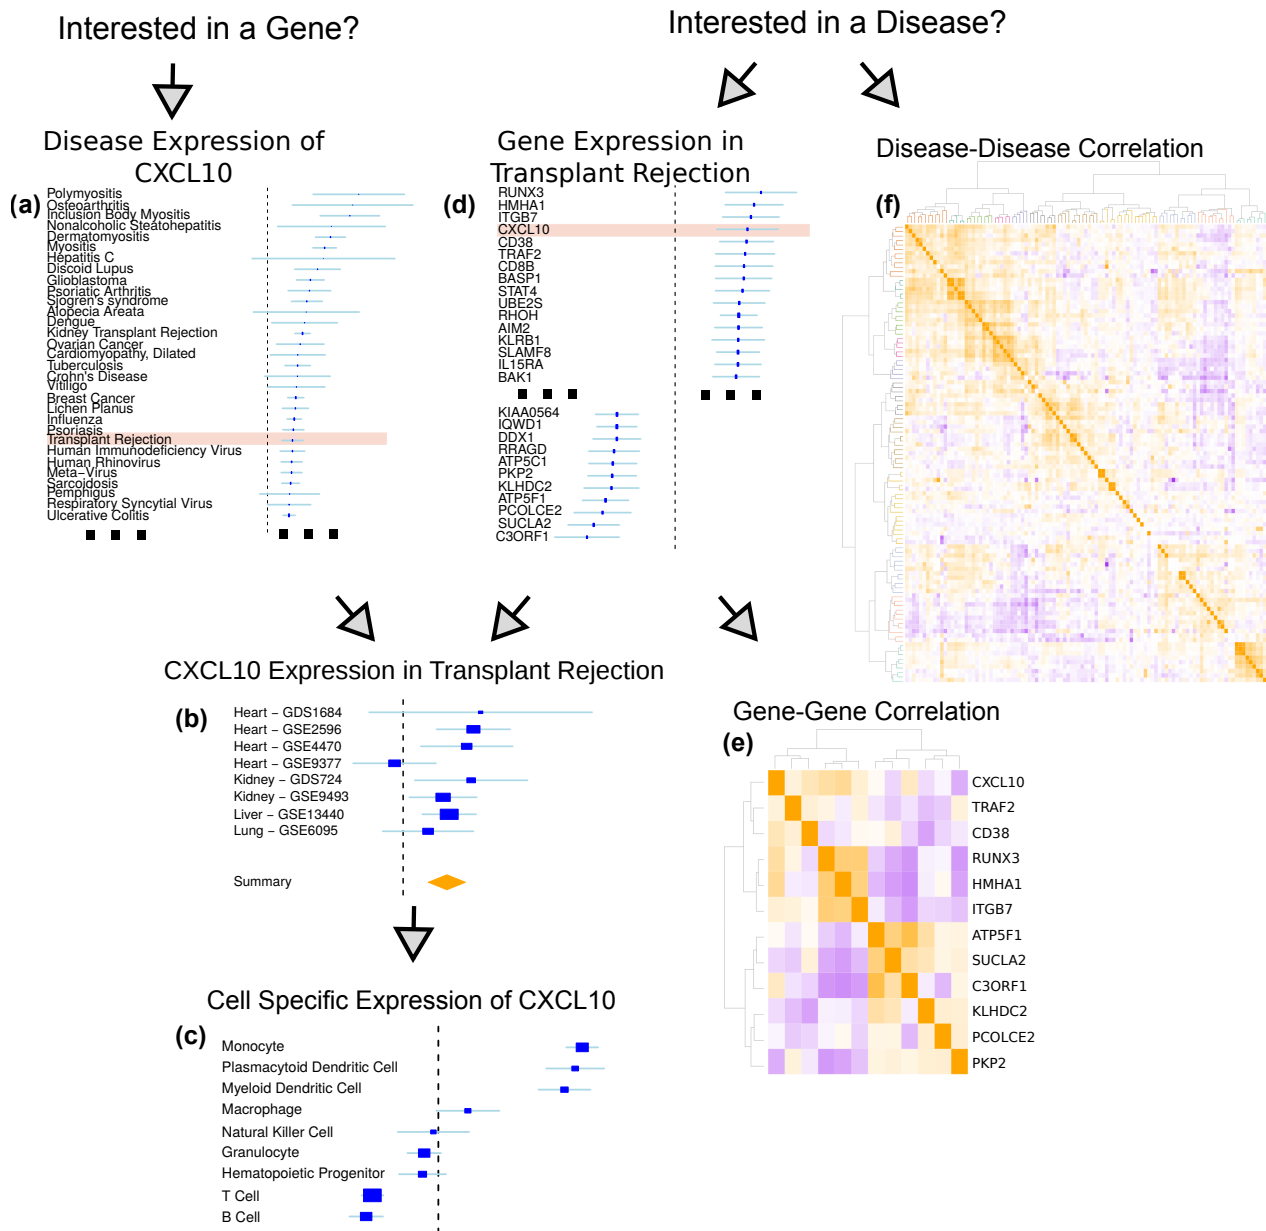 Interested in a Gene?
Interested in a Disease?
Disease Expression of
CXCL10
(a)
Polymyositis
Osteoarthritis
Inclusion Body Myositis
Nonalcoholic Steatohepatitis
Dermatomyositis
Myositis
Hepatitis C
Discoid Lupus
Glioblastoma
Psoriatic Arthritis
Sjogren's syndrome
Alopecia Areata
Dengue
Kidney Transplant Rejection
Ovarian Cancer
Cardiomyopathy, Dilated
Tuberculosis
Crohn's Disease
Vitiligo
Breast Cancer
Lichen Planus
Influenza
Psoriasis
Transplant Rejection
Human Immunodeficiency Virus
Human Rhinovirus
Meta-Virus
Sarcoidosis
Pemphigus
Respiratory Syncytial Virus
Ulcerative Colitis
Gene Expression in
Transplant Rejection
(d)
RUNX3
HMHA1
ITGB7
CXCL10
CD38
TRAF2
CD8B
BASP1
STAT4
UBE2S
RHOH
AIM2
KLRB1
SLAMF8
IL15RA
BAK1
KIAA0564
IQWD1
DDX1
RRAGD
ATP5C1
PKP2
KLHDC2
ATP5F1
PCOLCE2
SUCLA2
C3ORF1
Disease-Disease Correlation
(f)
CXCL10 Expression in Transplant Rejection
(b)
Heart – GDS1684
Heart – GSE2596
Heart – GSE4470
Heart – GSE9377
Kidney – GDS724
Kidney – GSE9493
Liver – GSE13440
Lung – GSE6095
Summary
Gene-Gene Correlation
(e)
CXCL10
TRAF2
CD38
RUNX3
HMHA1
ITGB7
ATP5F1
SUCLA2
C3ORF1
KLHDC2
PCOLCE2
PKP2
Cell Specific Expression of CXCL10
(c)
Monocyte
Plasmacytoid Dendritic Cell
Myeloid Dendritic Cell
Macrophage
Natural Killer Cell
Granulocyte
Hematopoietic Progenitor
T Cell
B Cell